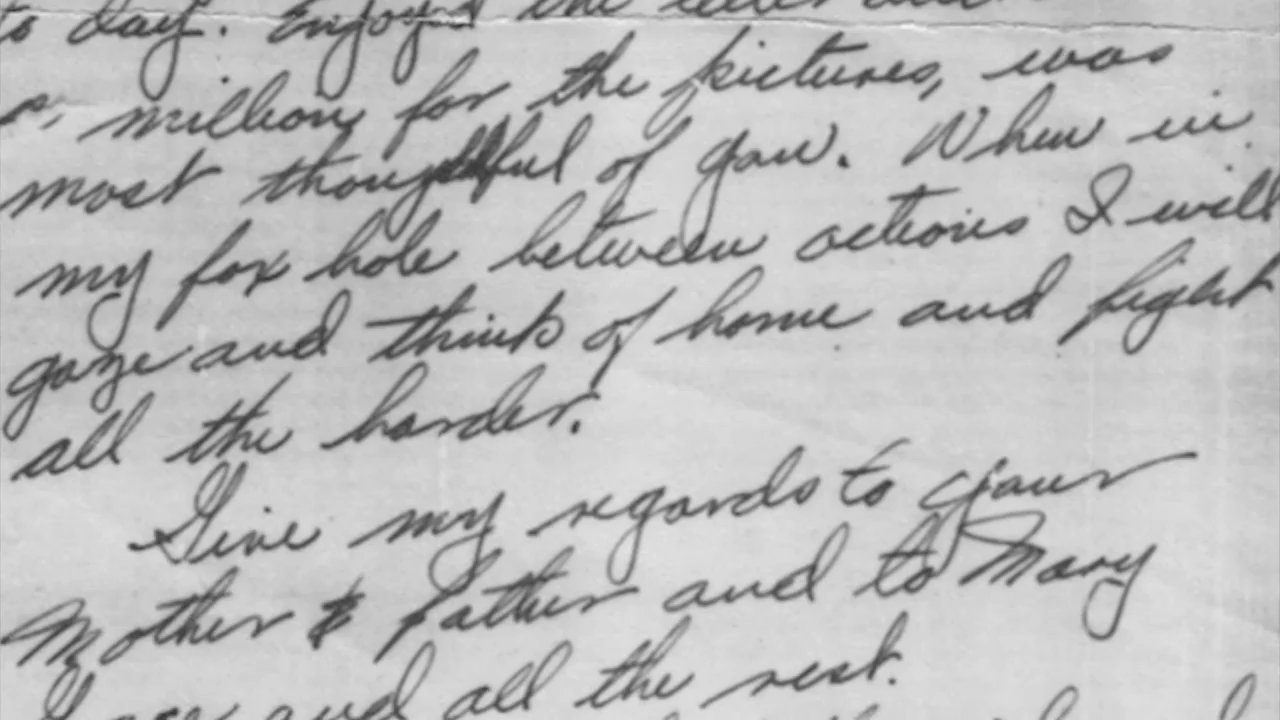 to day. Enjoyed the letter
million for the pictures, was
most thoughtful of you. When in
my fox hole between actions I will
gaze and think of home and fight
all the harder.
Give my regards to your
Mother & Father and to Mary
and all the rest.